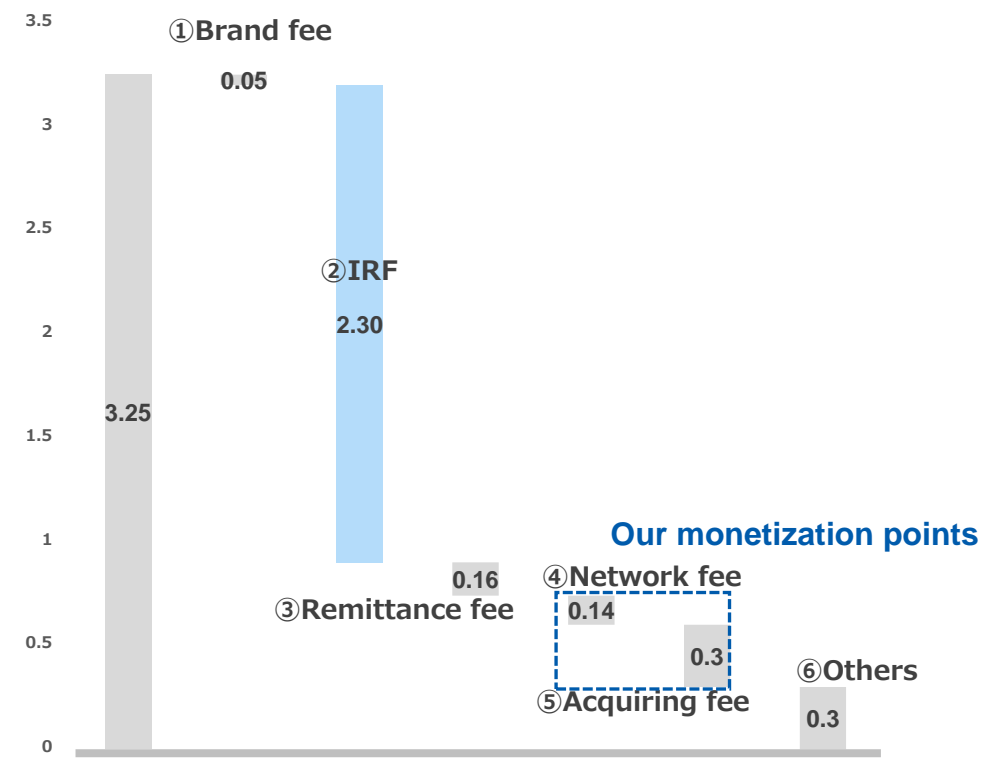 3.5
①Brand fee
0.05
3
2.5
②IRF
2.30
2
3.25
1.5
Our monetization points
1
④Network fee
0.16
③Remittance fee
0.14
0.5
0.3
⑥Others
⑤Acquiring fee
0.3
0